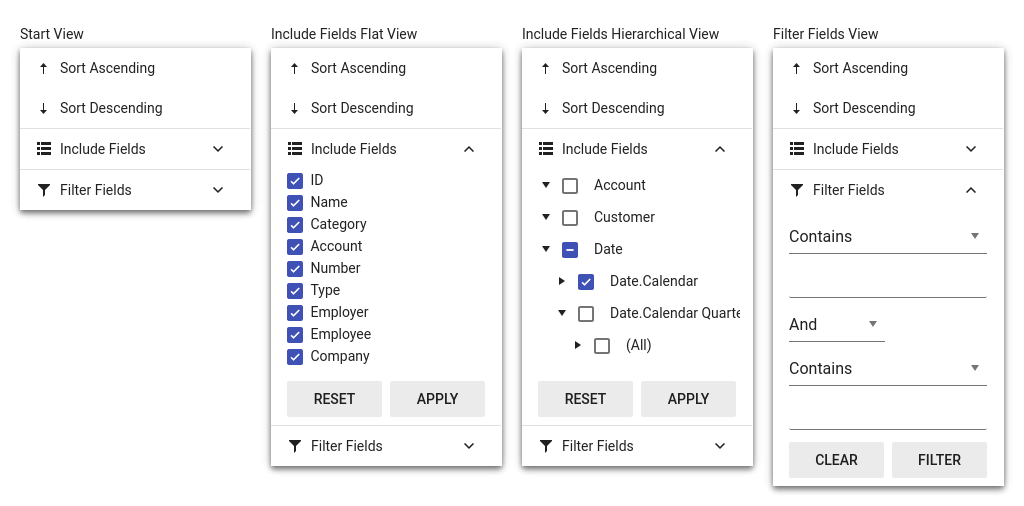 Start View
Sort Ascending
Sort Descending
Include Fields
Filter Fields
Include Fields Flat View
Sort Ascending
Sort Descending
Include Fields
ID
Name
Category
Account
Number
Type
Employer
Employee
Company
RESET APPLY
Filter Fields
Include Fields Hierarchical View
Sort Ascending
Sort Descending
Include Fields
Account
Customer
Date
Date.Calendar
Date.Calendar Quarte
(All)
RESET APPLY
Filter Fields
Filter Fields View
Sort Ascending
Sort Descending
Include Fields
Filter Fields
Contains
And
Contains
CLEAR FILTER